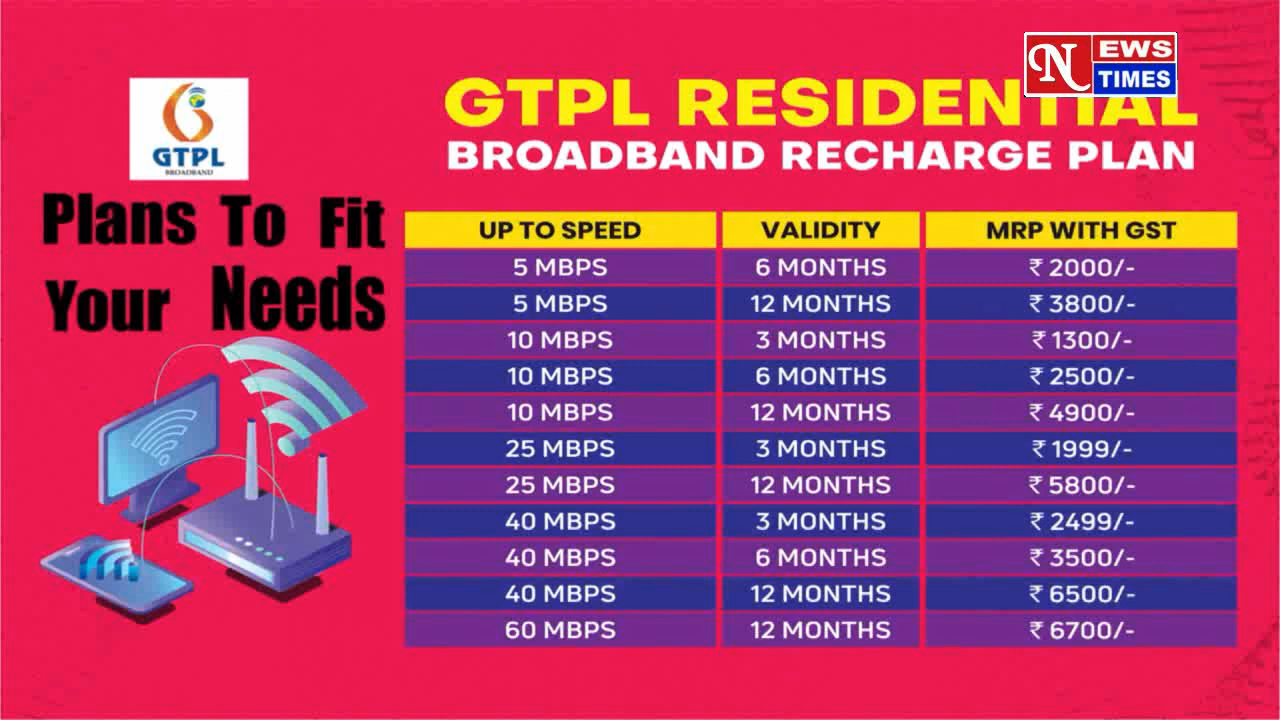 NEWS
TIMES
GTPL
BROADBAND
GTPL RESIDENTIAL
BROADBAND RECHARGE PLAN
Plans To Fit
Your Needs
UP TO SPEED VALIDITY MRP WITH GST
5 MBPS 6 MONTHS ₹ 2000/-
5 MBPS 12 MONTHS ₹ 3800/-
10 MBPS 3 MONTHS ₹ 1300/-
10 MBPS 6 MONTHS ₹ 2500/-
10 MBPS 12 MONTHS ₹ 4900/-
25 MBPS 3 MONTHS ₹ 1999/-
25 MBPS 12 MONTHS ₹ 5800/-
40 MBPS 3 MONTHS ₹ 2499/-
40 MBPS 6 MONTHS ₹ 3500/-
40 MBPS 12 MONTHS ₹ 6500/-
60 MBPS 12 MONTHS ₹ 6700/-